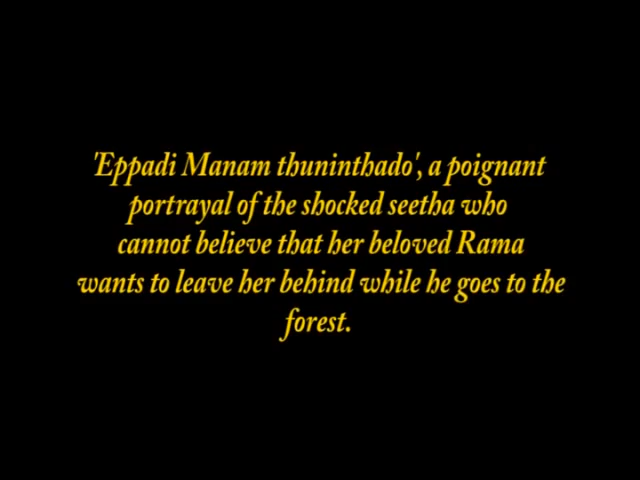 'Eppadi Manam thuninthado', a poignant
portrayal of the shocked seetha who
cannot believe that her beloved Rama
wants to leave her behind while he goes to the
forest.